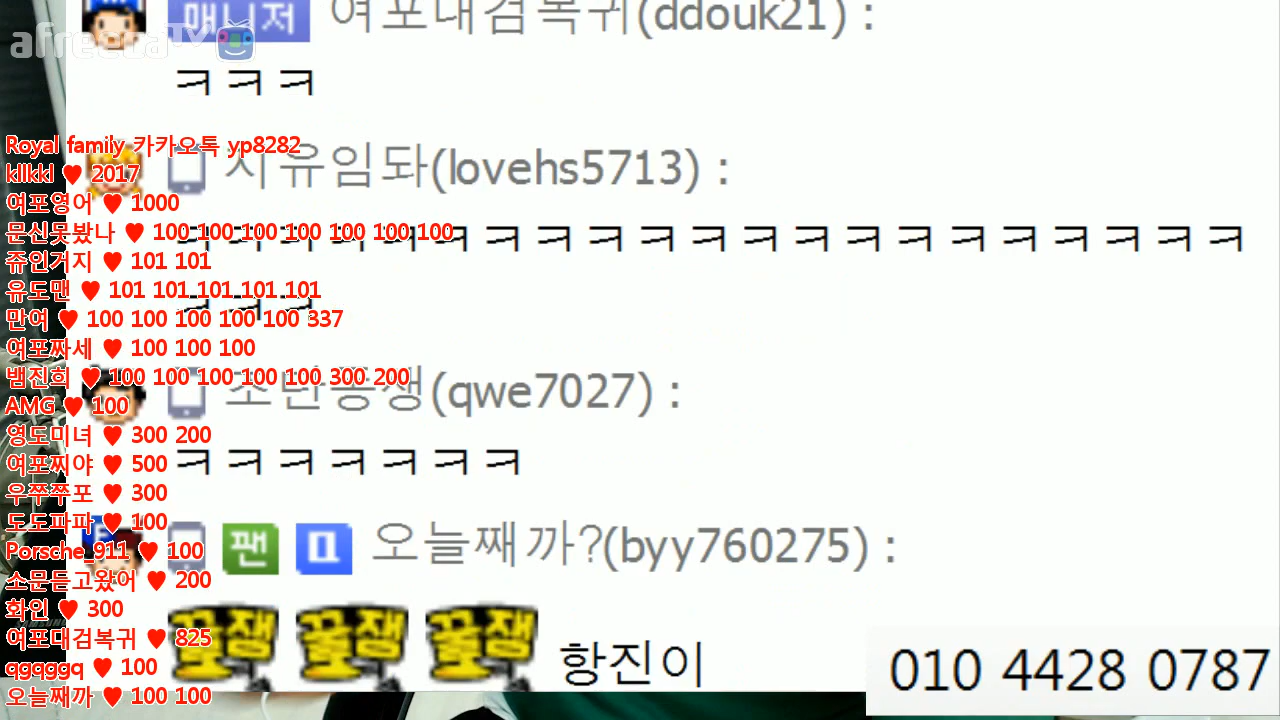 afreecaTV
매니저 여포대검복귀(ddouk21) :
ㅋㅋㅋ
지유임돠(lovehs5713) :
ㅋㅋㅋㅋㅋㅋㅋㅋㅋㅋㅋㅋㅋㅋㅋㅋㅋㅋㅋㅋㅋ
ㅋㅋㅋ
(qwe7027) :
ㅋㅋㅋㅋㅋㅋㅋ
팬 오늘째까?(byy760275) :
꿀잼 꿀잼 꿀잼 항진이
010 4428 0787
Royal family 카카오톡 yp8282
kllkkl ♥ 2017
여포영어 ♥ 1000
문신못봤나 ♥ 100 100 100 100 100 100 100
쥬인거지 ♥ 101 101
유도맨 ♥ 101 101 101 101 101
만여 ♥ 100 100 100 100 100 337
여포짜세 ♥ 100 100 100
뱀진희 ♥ 100 100 100 100 100 300 200
AMG ♥ 100
영도미녀 ♥ 300 200
여포찌야 ♥ 500
우쭈쭈포 ♥ 300
도도파파 ♥ 100
Porsche_911 ♥ 100
소문듣고왔어 ♥ 200
화인 ♥ 300
여포대검복귀 ♥ 825
qgqggq ♥ 100
오늘째까 ♥ 100 100